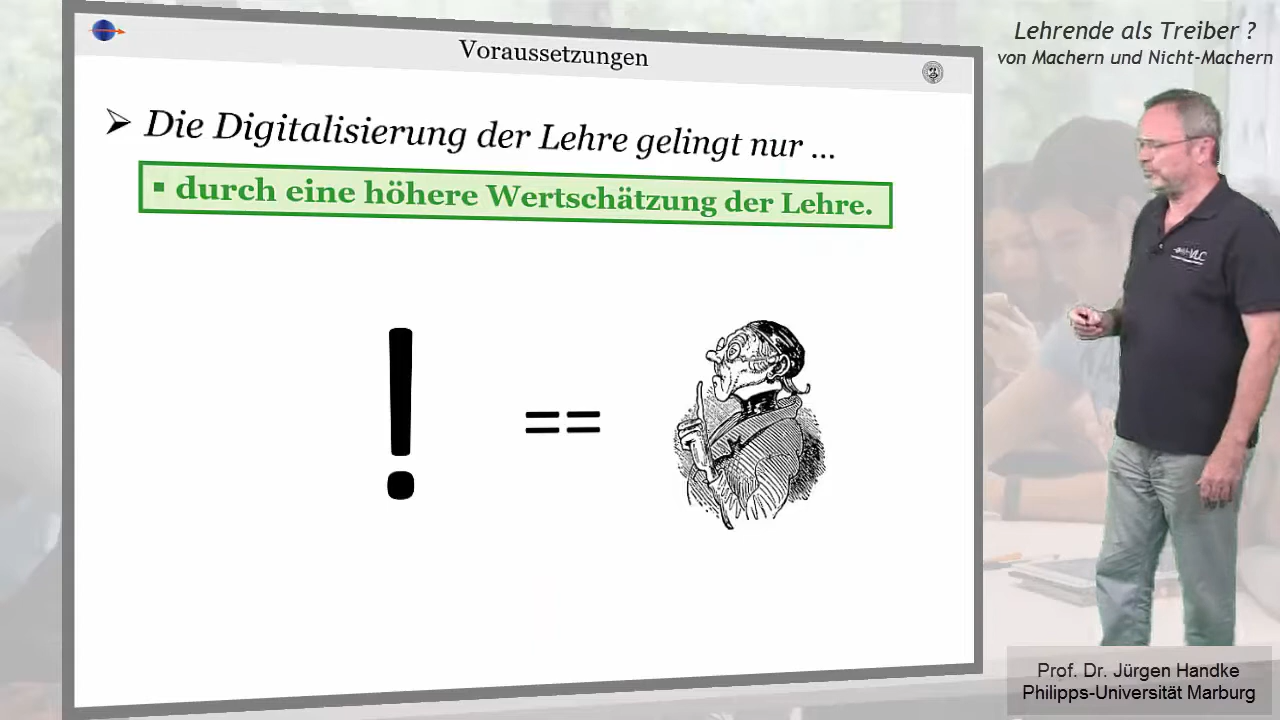 Lehrende als Treiber ?
von Machern und Nicht-Machern
Voraussetzungen
➢ Die Digitalisierung der Lehre gelingt nur ...
▪ durch eine höhere Wertschätzung der Lehre.
! ==
VLC
Prof. Dr. Jürgen Handke
Philipps-Universität Marburg